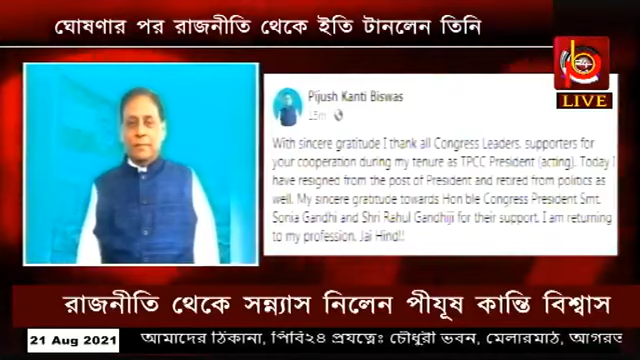 ঘোষণার পর রাজনীতি থেকে ইতি টানলেন তিনি
24
LIVE
Pijush Kanti Biswas
15m
With sincere gratitude I thank all Congress Leaders, supporters for
your cooperation during my tenure as TPCC President (acting). Today I
have resigned from the post of President and retired from politics as
well. My sincere gratitude towards Hon ble Congress President Smt.
Sonia Gandhi and Shri Rahul Gandhiji for their support. I am returning
to my profession. Jai Hind!!
রাজনীতি থেকে সন্ন্যাস নিলেন পীযূষ কান্তি বিশ্বাস
21 Aug 2021
আমাদের ঠিকানা, পিবি২৪ প্রযত্নেঃ চৌধুরী ভবন, মেলারমাঠ, আগরত